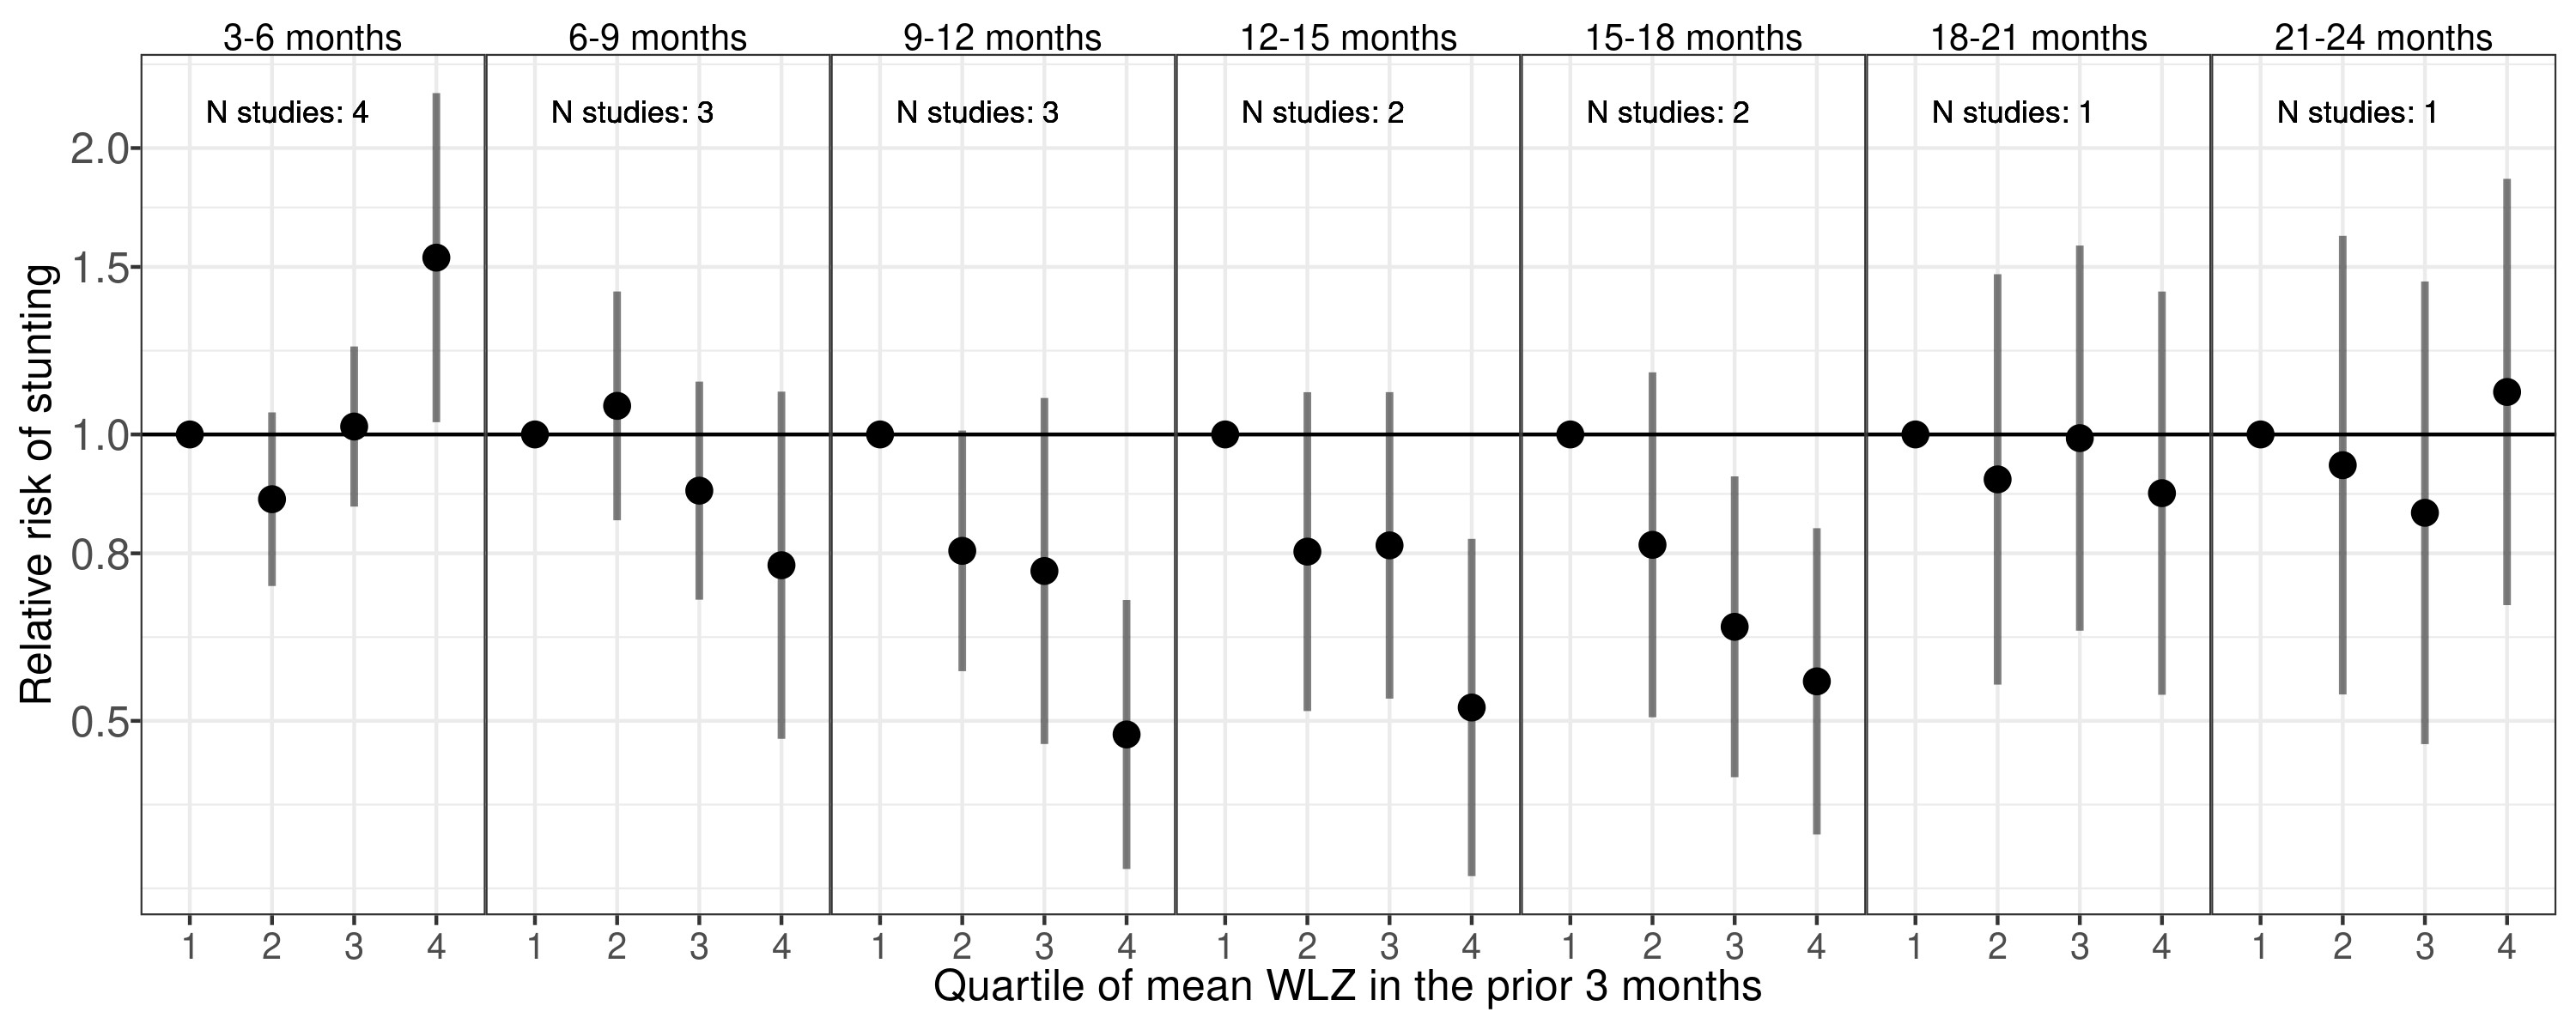 3-6 months 6-9 months 9-12 months 12-15 months 15-18 months 18-21 months 21-24 months
N studies: 4 N studies: 3 N studies: 3 N studies: 2 N studies: 2 N studies: 1 N studies: 1
2.0
1.5
1.0
0.8
0.5
Relative risk of stunting
1 2 3 4 1 2 3 4 1 2 3 4 1 2 3 4 1 2 3 4 1 2 3 4 1 2 3 4
Quartile of mean WLZ in the prior 3 months